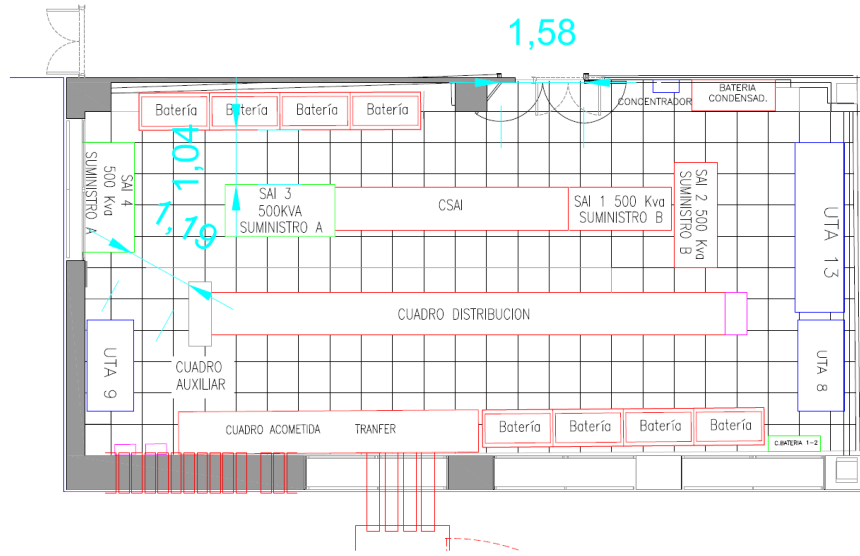 1,58
Batería
Batería
Batería
Batería
CONCENTRADOR
BATERIA
CONDENSAD.
1,04
1,19
SAI 4
500 Kva
SUMINISTRO A
SAI 3
500KVA
SUMINISTRO A
CSAI
SAI 1 500 Kva
SUMINISTRO B
SAI 2 500 Kva
SUMINISTRO B
UTA 13
CUADRO DISTRIBUCION
UTA 9
CUADRO
AUXILIAR
UTA 8
CUADRO ACOMETIDA TRANFER
Batería
Batería
Batería
Batería
C.BATERIA 1-2